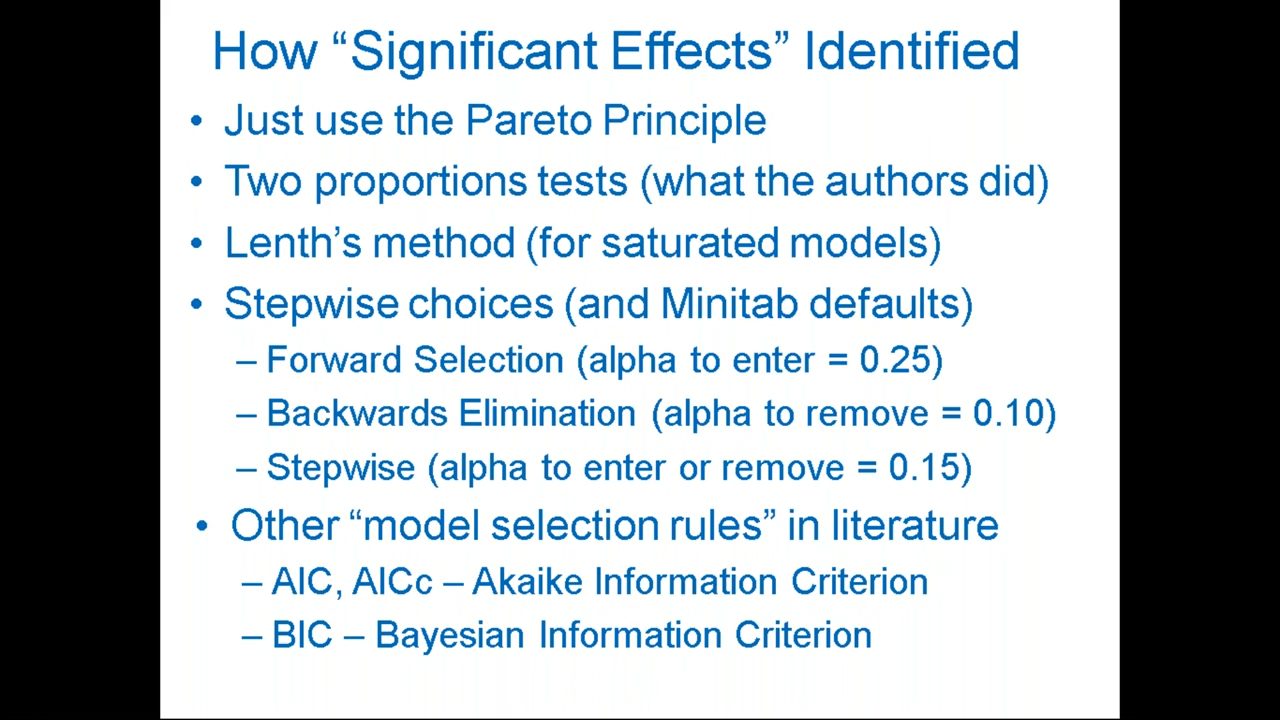 How “Significant Effects” Identified
• Just use the Pareto Principle
• Two proportions tests (what the authors did)
• Lenth’s method (for saturated models)
• Stepwise choices (and Minitab defaults)
– Forward Selection (alpha to enter = 0.25)
– Backwards Elimination (alpha to remove = 0.10)
– Stepwise (alpha to enter or remove = 0.15)
• Other “model selection rules” in literature
– AIC, AICc – Akaike Information Criterion
– BIC – Bayesian Information Criterion